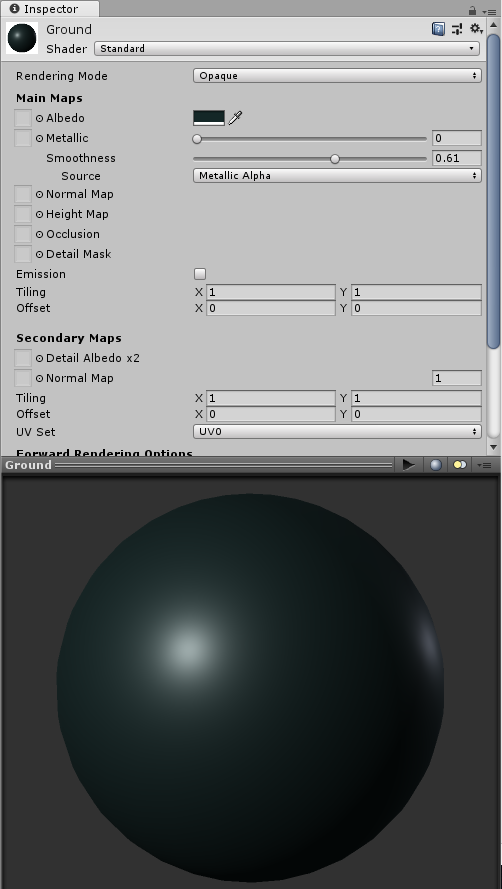 Inspector
Ground
Shader Standard
Rendering Mode Opaque
Main Maps
Albedo
Metallic 0
Smoothness 0.61
Source Metallic Alpha
Normal Map
Height Map
Occlusion
Detail Mask
Emission
Tiling X 1 Y 1
Offset X 0 Y 0
Secondary Maps
Detail Albedo x2
Normal Map 1
Tiling X 1 Y 1
Offset X 0 Y 0
UV Set UV0
Forward Rendering Options
Ground